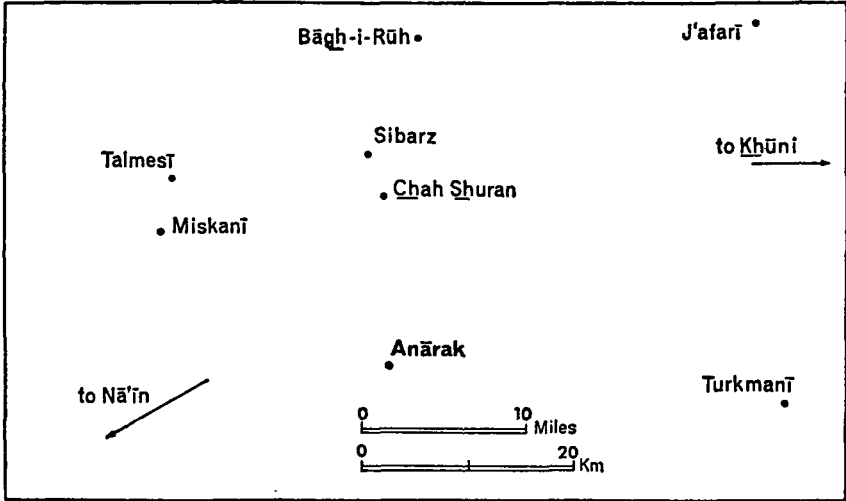 Bāgh-i-Rūh
J'afarī
Sibarz
to Khūni
Talmesī
Chah Shuran
Miskanī
Anārak
to Nā'īn
Turkmanī
0 10
Miles
0 20
Km